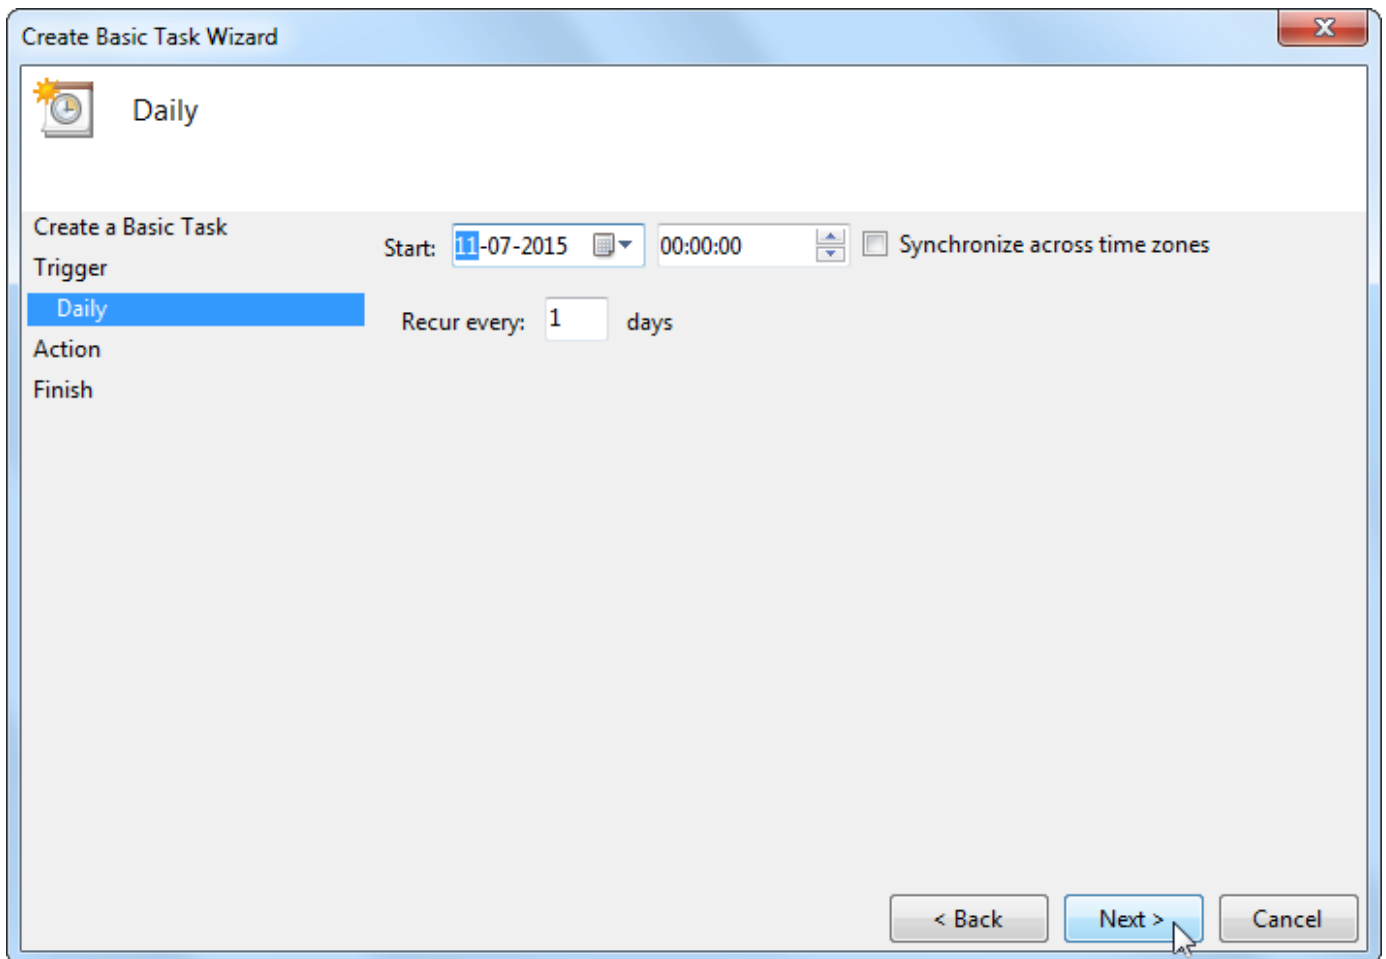 Create Basic Task Wizard
Daily
Create a Basic Task
Trigger
Daily
Action
Finish
Start: 11-07-2015 00:00:00 Synchronize across time zones
Recur every: 1 days
< Back Next > Cancel